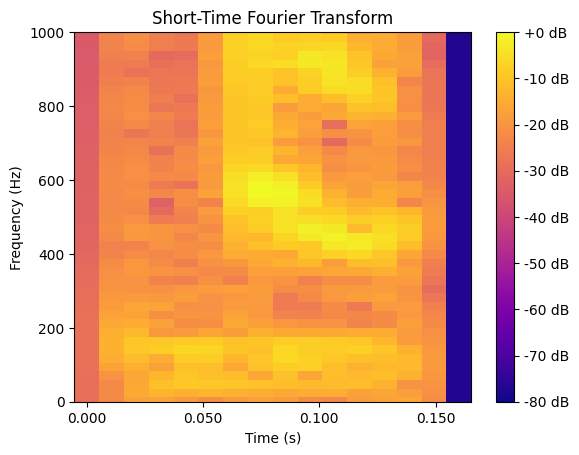 Short-Time Fourier Transform
1000
800
600
400
200
0
Frequency (Hz)
0.000
0.050
0.100
0.150
Time (s)
+0 dB
-10 dB
-20 dB
-30 dB
-40 dB
-50 dB
-60 dB
-70 dB
-80 dB